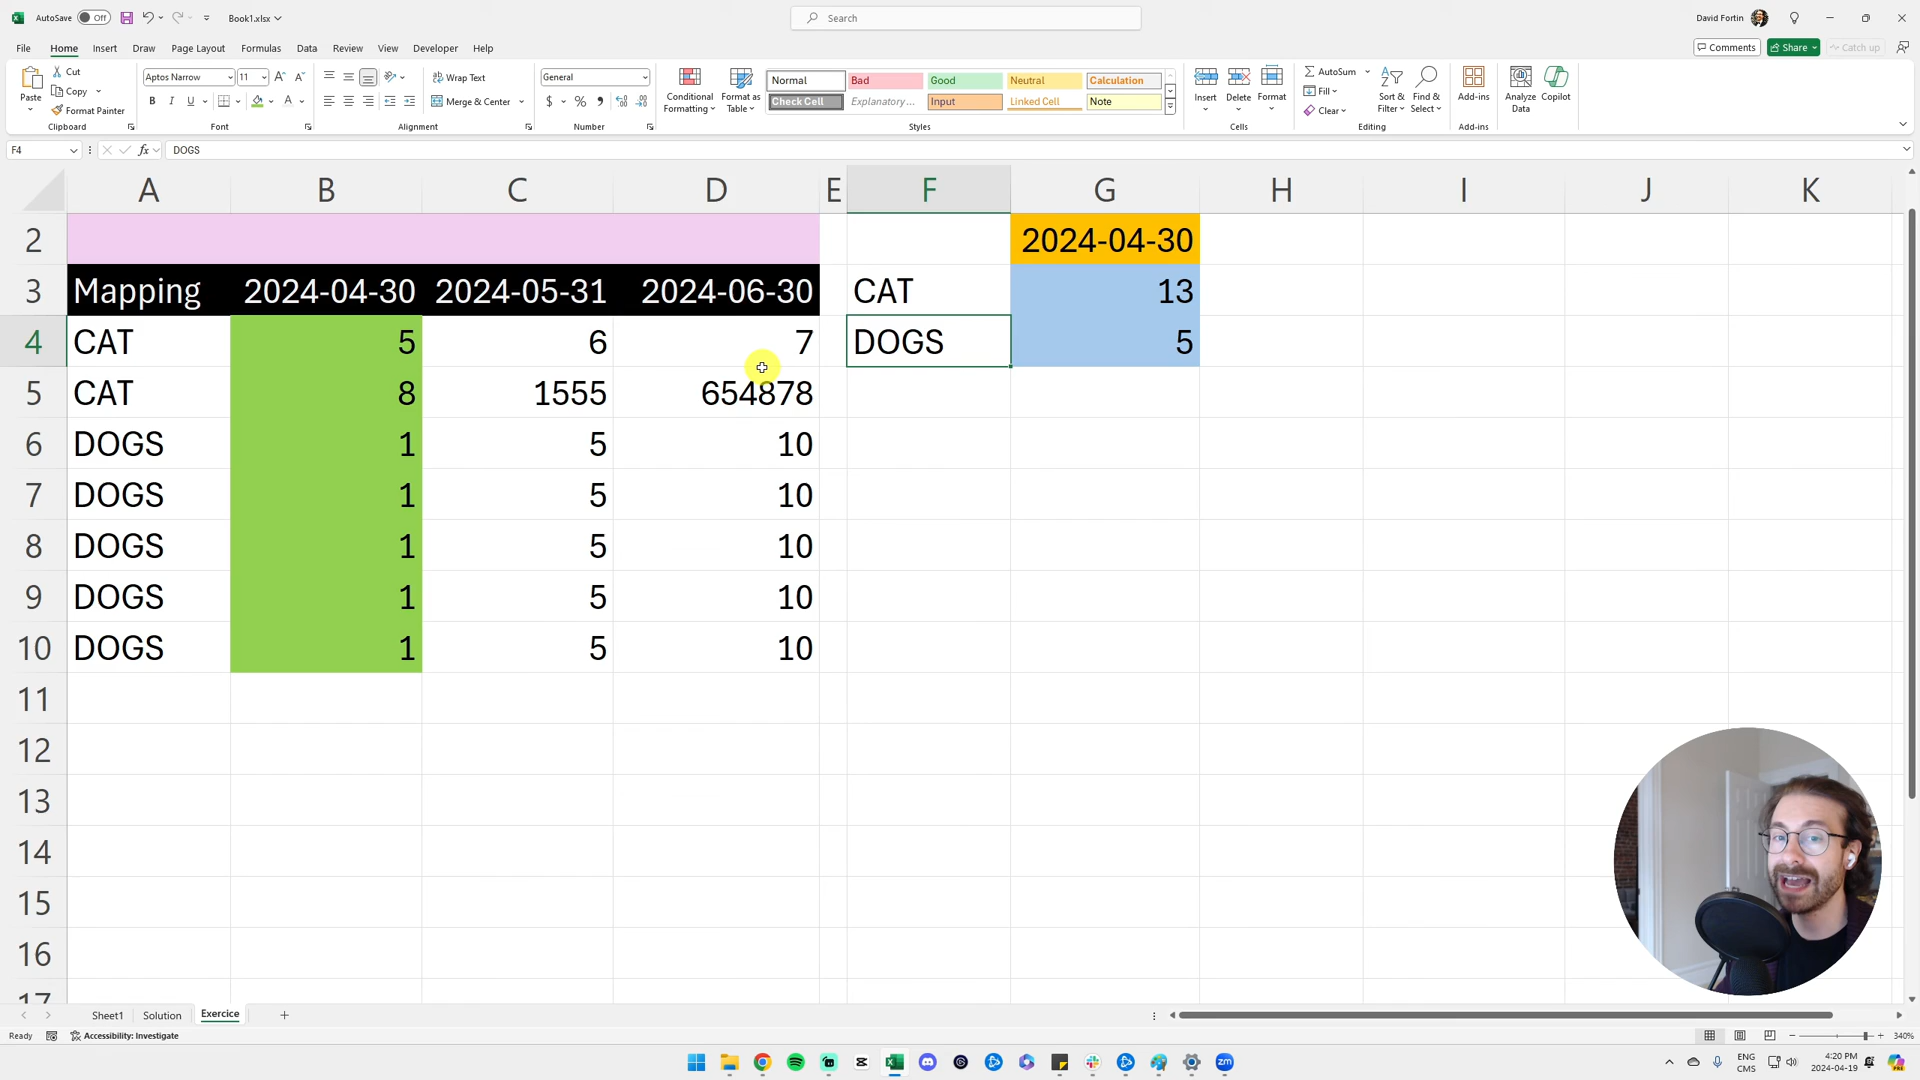 AutoSave Off Book1.xlsx Search David Fortin
File Home Insert Draw Page Layout Formulas Data Review View Automate Developer Help Comments Share Catch up
Paste Cut Copy Format Painter Clipboard
Aptos Narrow 11 A A B I U A Font
Wrap Text Merge & Center Alignment
General $ % , Number
Conditional Formatting Format as Table
Normal Bad Good Neutral Calculation
Check Cell Explanatory... Input Linked Cell Note
Styles
Insert Delete Format Cells
AutoSum Fill Clear Sort & Filter Find & Select Editing
Add-ins Add-ins
Analyze Data Copilot
F4 fx DOGS
A B C D E F G H I J K
2 2024-04-30
3 Mapping 2024-04-30 2024-05-31 2024-06-30 CAT 13
4 CAT 5 6 7 DOGS 5
5 CAT 8 1555 654878
6 DOGS 1 5 10
7 DOGS 1 5 10
8 DOGS 1 5 10
9 DOGS 1 5 10
10 DOGS 1 5 10
11
12
13
14
15
16
17
Sheet1 Solution Exercice +
Ready Accessibility: Investigate 340%
ENG CMS 4:20 PM 2024-04-19